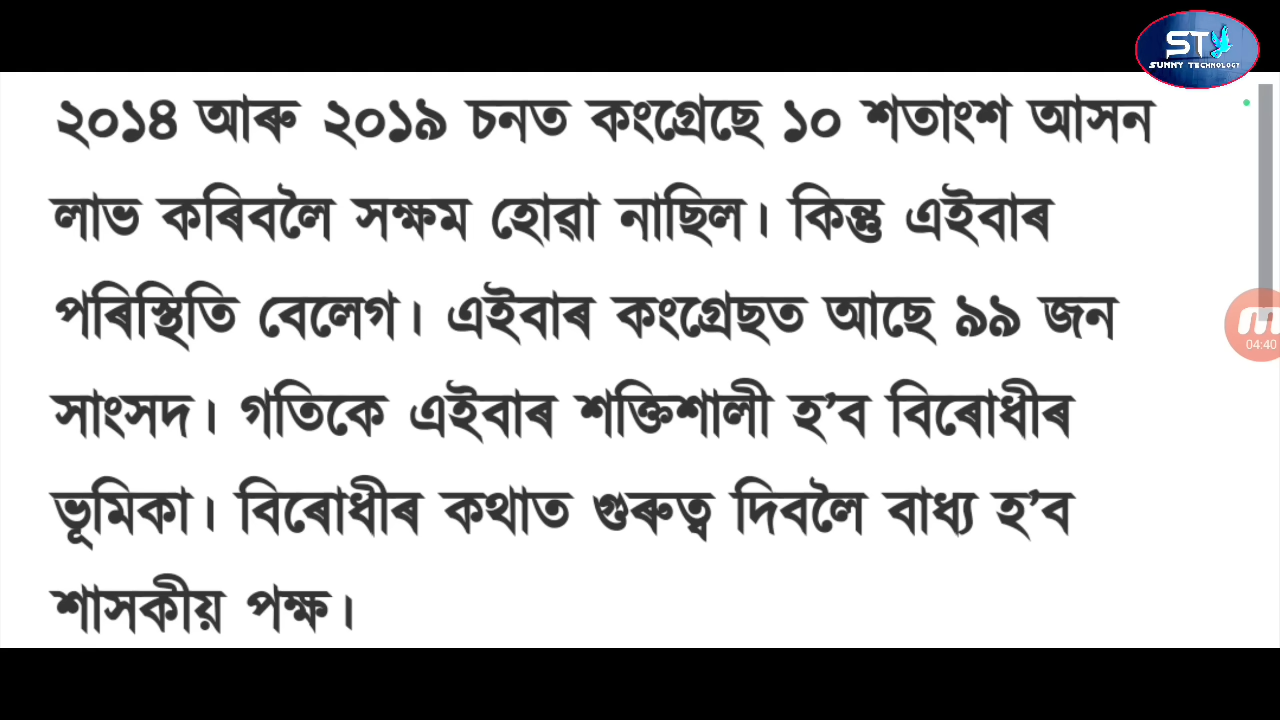 ST
SUNNY TECHNOLOGY
২০১৪ আৰু ২০১৯ চনত কংগ্ৰেছে ১০ শতাংশ আসন
লাভ কৰিবলৈ সক্ষম হোৱা নাছিল। কিন্তু এইবাৰ
পৰিস্থিতি বেলেগ। এইবাৰ কংগ্ৰেছত আছে ৯৯ জন
সাংসদ। গতিকে এইবাৰ শক্তিশালী হ’ব বিৰোধীৰ
ভূমিকা। বিৰোধীৰ কথাত গুৰুত্ব দিবলৈ বাধ্য হ’ব
শাসকীয় পক্ষ।
04:40